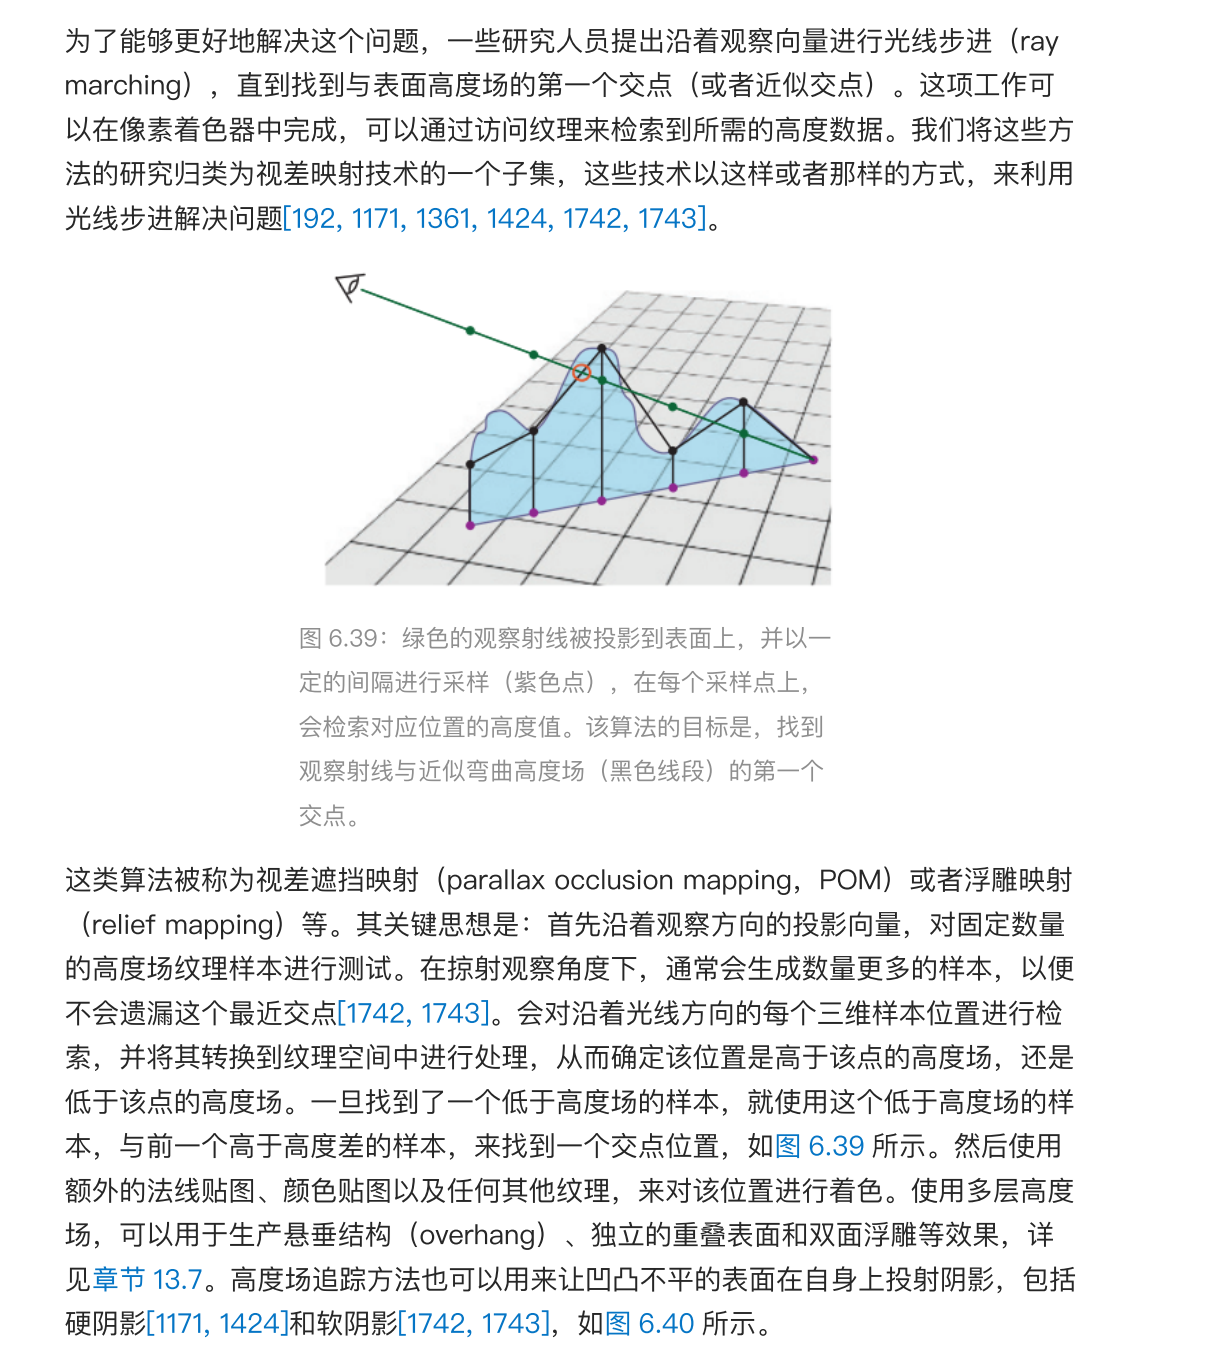 为了能够更好地解决这个问题，一些研究人员提出沿着观察向量进行光线步进（ray
marching），直到找到与表面高度场的第一个交点（或者近似交点）。这项工作可
以在像素着色器中完成，可以通过访问纹理来检索到所需的高度数据。我们将这些方
法的研究归类为视差映射技术的一个子集，这些技术以这样或者那样的方式，来利用
光线步进解决问题[192, 1171, 1361, 1424, 1742, 1743]。
图 6.39：绿色的观察射线被投影到表面上，并以一
定的间隔进行采样（紫色点），在每个采样点上，
会检索对应位置的高度值。该算法的目标是，找到
观察射线与近似弯曲高度场（黑色线段）的第一个
交点。
这类算法被称为视差遮挡映射（parallax occlusion mapping，POM）或者浮雕映射
（relief mapping）等。其关键思想是：首先沿着观察方向的投影向量，对固定数量
的高度场纹理样本进行测试。在掠射观察角度下，通常会生成数量更多的样本，以便
不会遗漏这个最近交点[1742, 1743]。会对沿着光线方向的每个三维样本位置进行检
索，并将其转换到纹理空间中进行处理，从而确定该位置是高于该点的高度场，还是
低于该点的高度场。一旦找到了一个低于高度场的样本，就使用这个低于高度场的样
本，与前一个高于高度差的样本，来找到一个交点位置，如图 6.39 所示。然后使用
额外的法线贴图、颜色贴图以及任何其他纹理，来对该位置进行着色。使用多层高度
场，可以用于生产悬垂结构（overhang）、独立的重叠表面和双面浮雕等效果，详
见章节 13.7。高度场追踪方法也可以用来让凹凸不平的表面在自身上投射阴影，包括
硬阴影[1171, 1424]和软阴影[1742, 1743]，如图 6.40 所示。